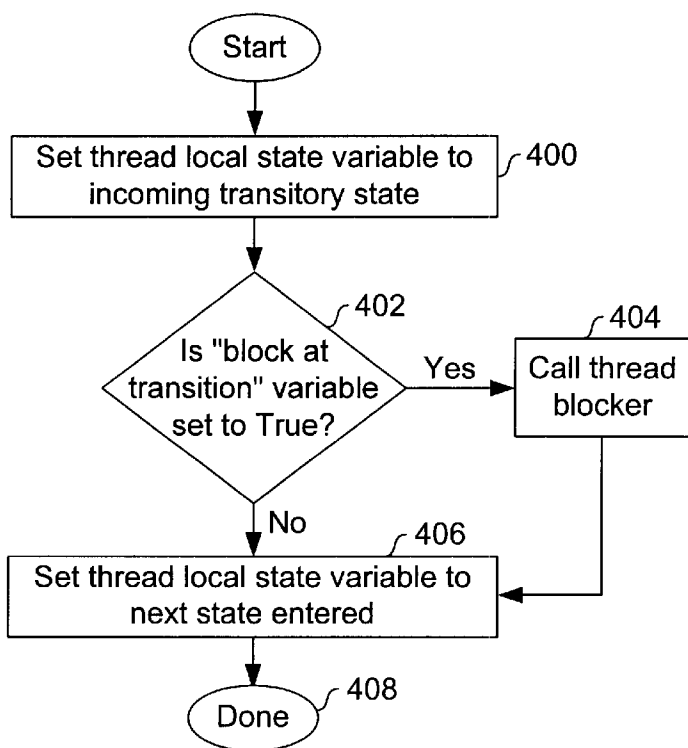 Start
Set thread local state variable to
incoming transitory state
400
402
Is "block at
transition" variable
set to True?
Yes
404
Call thread
blocker
No
406
Set thread local state variable to
next state entered
408
Done